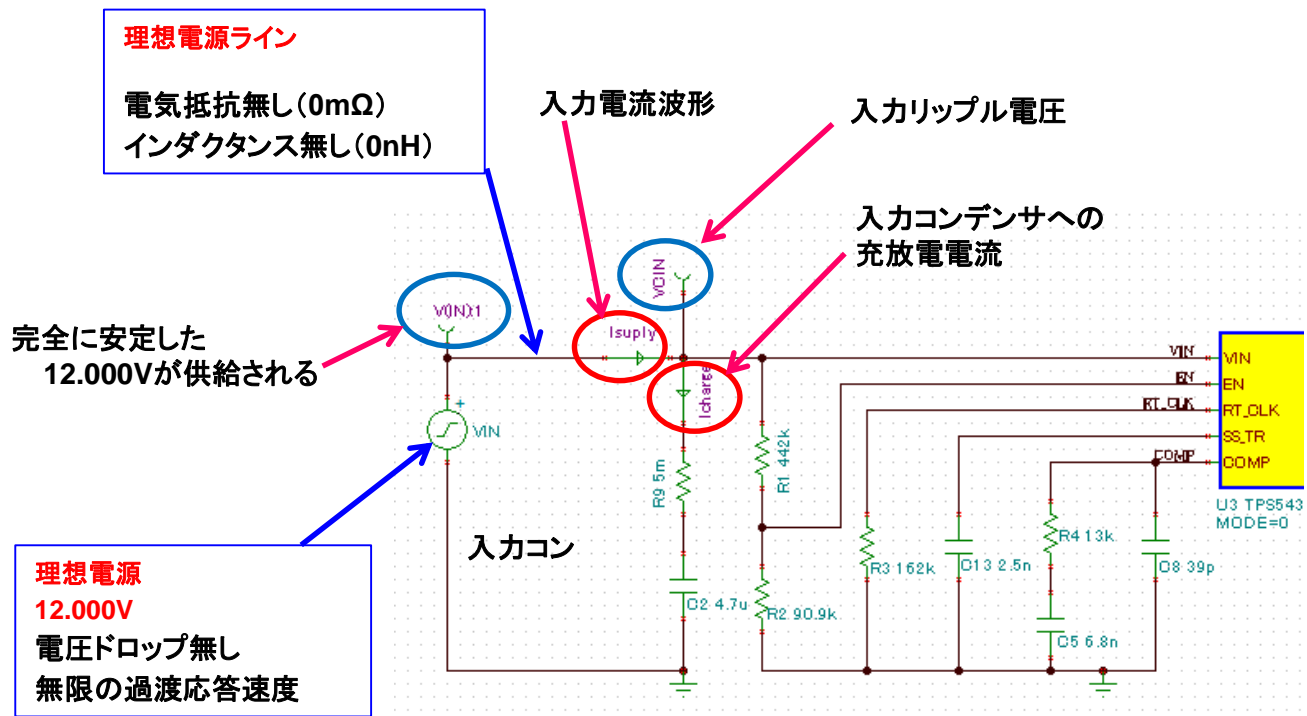 理想電源ライン
電気抵抗無し（0mΩ）
インダクタンス無し（0nH）
入力電流波形
入力リップル電圧
入力コンデンサへの
充放電電流
完全に安定した
12.000Vが供給される
V(IN):1
Isuply
VCIN
Icharge
VIN
R9 5m
C2 4.7u
R1 442k
R2 90.9k
R3 162k
C13 2.5n
R4 13k
C5 6.8n
C8 39p
VIN
EN
RT_CLK
COMP
VIN
EN
RT_CLK
SS_TR
COMP
U3 TPS543
MODE=0
入力コン
理想電源
12.000V
電圧ドロップ無し
無限の過渡応答速度